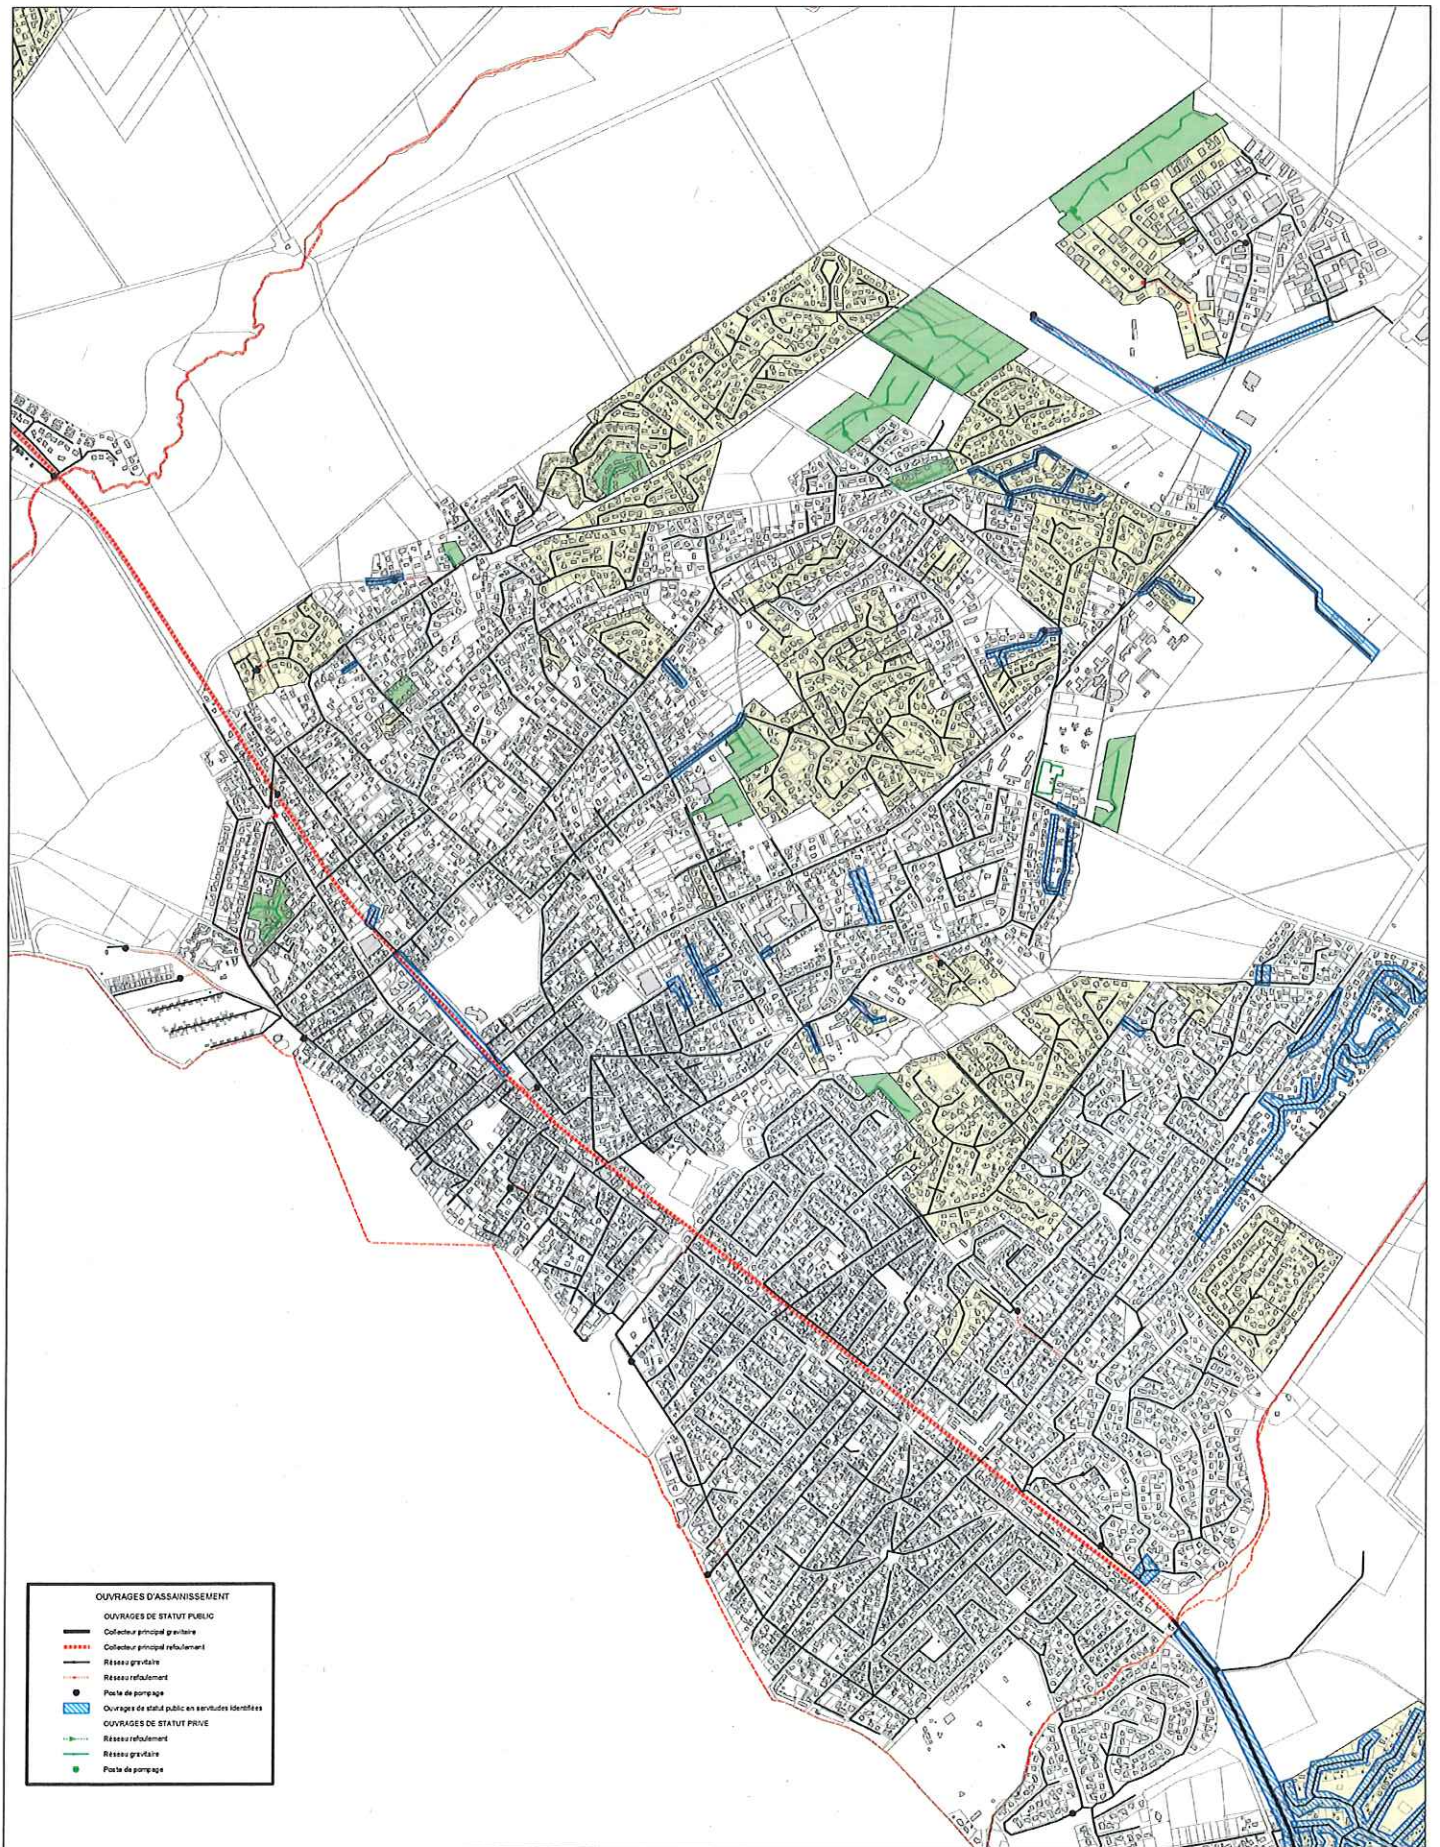 OUVRAGES D'ASSAINISSEMENT
OUVRAGES DE STATUT PUBLIC
Collecteur principal gravitaire
Collecteur principal refoulement
Réseau gravitaire
Réseau refoulement
Poste de pompage
Ouvrages de statut public en servitudes identifiées
OUVRAGES DE STATUT PRIVE
Réseau refoulement
Réseau gravitaire
Poste de pompage